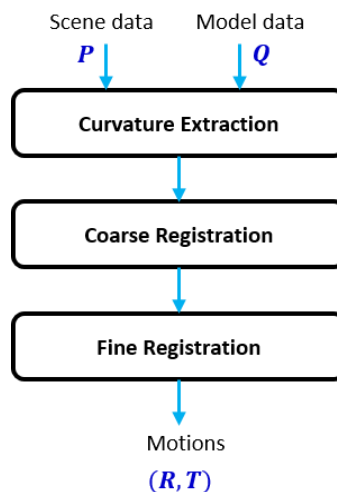 Scene data Model data
P Q
Curvature Extraction
Coarse Registration
Fine Registration
Motions
(R, T)